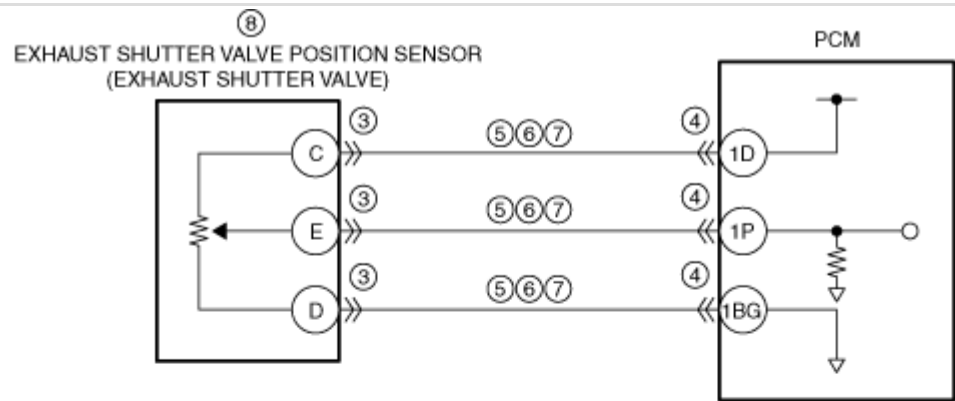 ⑧
EXHAUST SHUTTER VALVE POSITION SENSOR
(EXHAUST SHUTTER VALVE)
PCM
C ③ ⑤⑥⑦ ④ 1D
E ③ ⑤⑥⑦ ④ 1P
D ③ ⑤⑥⑦ ④ 1BG